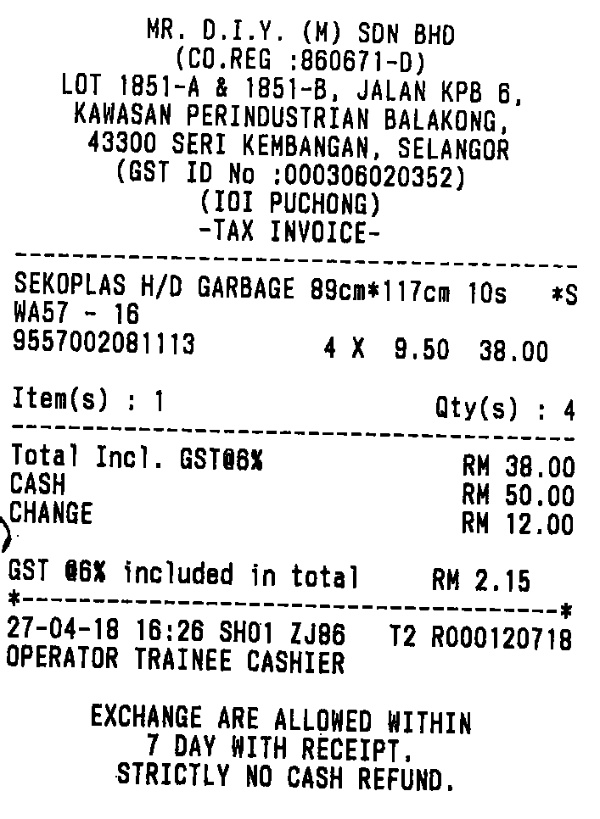 MR. D.I.Y. (M) SDN BHD
(CO.REG :860671-D)
LOT 1851-A & 1851-B, JALAN KPB 6,
KAWASAN PERINDUSTRIAN BALAKONG,
43300 SERI KEMBANGAN, SELANGOR
(GST ID No :000306020352)
(IOI PUCHONG)
-TAX INVOICE-
SEKOPLAS H/D GARBAGE 89cm*117cm 10s *S
WA57 - 16
9557002081113 4 X 9.50 38.00
Item(s) : 1 Qty(s) : 4
Total Incl. GST@6% RM 38.00
CASH RM 50.00
CHANGE RM 12.00
GST @6% included in total RM 2.15
*--------------------------------------*
27-04-18 16:26 SH01 ZJ86 T2 R000120718
OPERATOR TRAINEE CASHIER
EXCHANGE ARE ALLOWED WITHIN
7 DAY WITH RECEIPT.
STRICTLY NO CASH REFUND.